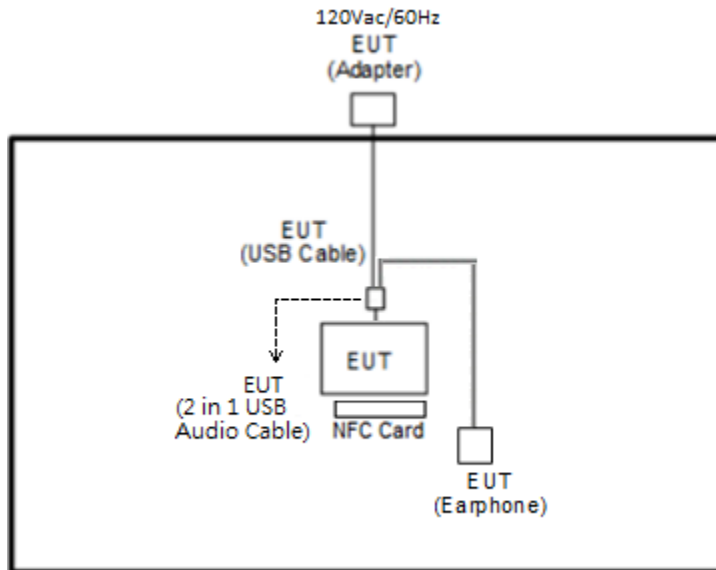 120Vac/60Hz
EUT
(Adapter)
EUT
(USB Cable)
EUT
EUT
(2 in 1 USB
Audio Cable)
NFC Card
EUT
(Earphone)